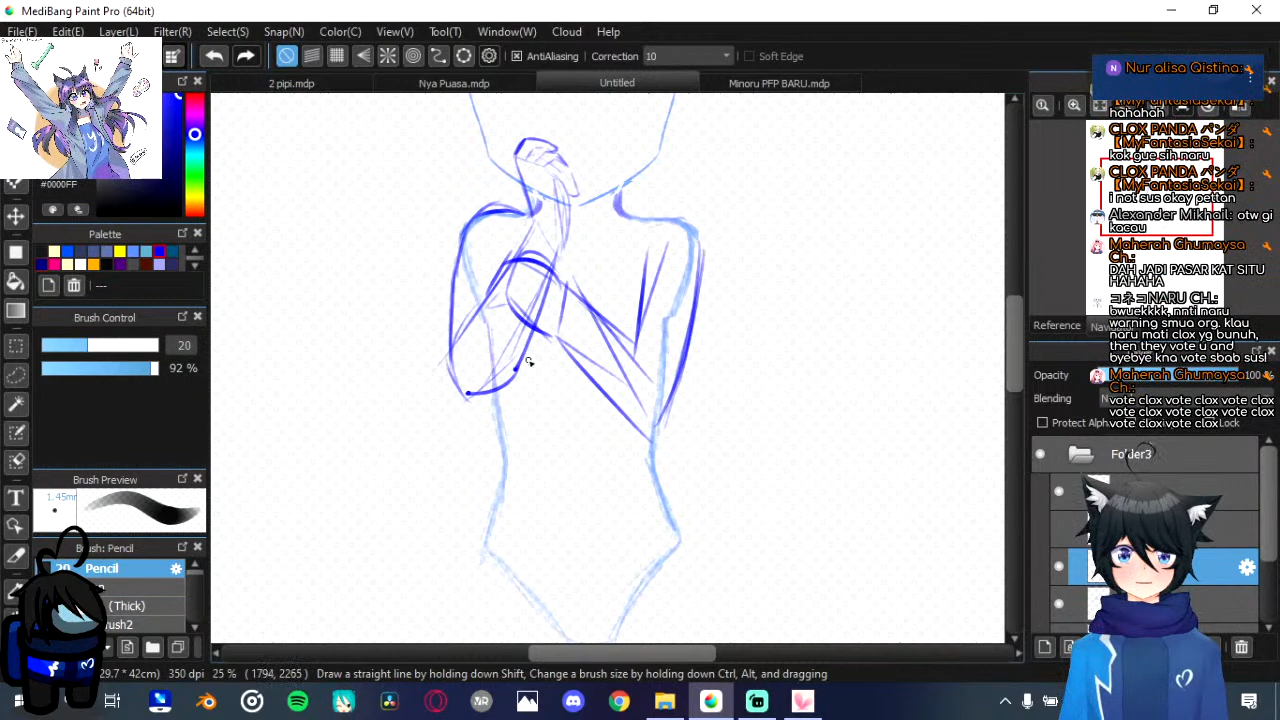 MediBang Paint Pro (64bit)
Layer(L) Filter(R) Select(S) Snap(N) Color(C) View(V) Tool(T) Window(W) Cloud Help
AntiAliasing Correction 10 Soft Edge
2 pipi.mdp Nya Puasa.mdp Untitled Minoru PFP BARU.mdp
#0000FF
Palette
---
Brush Control
20
92 %
Brush Preview
Brush: Pencil
20 Pencil
(Thick)
Nur alisa Qistina:
【MyFantasiaSekai】:
hahahah
CLOX PANDA パンダ
【MyFantasiaSekai】:
kok gue sih naru
CLOX PANDA パンダ
【MyFantasiaSekai】:
i not sus okay pettan
Alexander Mikhail: otw gi
kacau
Maherah Ghumaysa
Ch.:
DAH JADI PASAR KAT SITU
HAHAHA
コネコNARU CH.:
bwuekkkk, nnti naru
warning smua org. klau
naru mati clox yg bunuh,
then they vote u and
byebye kna vote sbab sus!
Maherah Ghumaysa
Ch.:
vote clox vote clox vote
clox vote clox vote clox
vote clox vote clox
Reference
Opacity 100
Blending
Protect Alph
Lock
Folder3
29.7 * 42cm) 350 dpi 25 % ( 1794, 2265 ) Draw a straight line by holding down Shift, Change a brush size by holding down Ctrl, Alt, and dragging